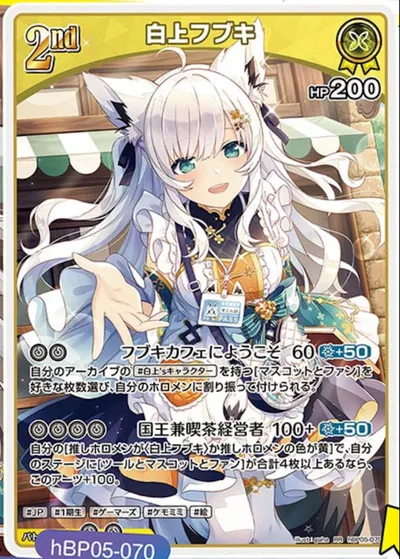 2nd
白上フブキ
HP200
フブキカフェにようこそ 60 +50
自分のアーカイブの#白上'sキャラクターを持つ[マスコットとファン]を
好きな枚数選び、自分のホロメンに割り振って付けられる。
国王兼喫茶経営者 100+ +50
自分の[推しホロメンが〈白上フブキ〉か推しホロメンの色が黄]で、自分
のステージに[ツールとマスコットとファン]が合計4枚以上あるなら、
このアーツ+100。
#JP #1期生 #ゲーマーズ #ケモミミ #絵
RR hBP05-070
バト
hBP05-070